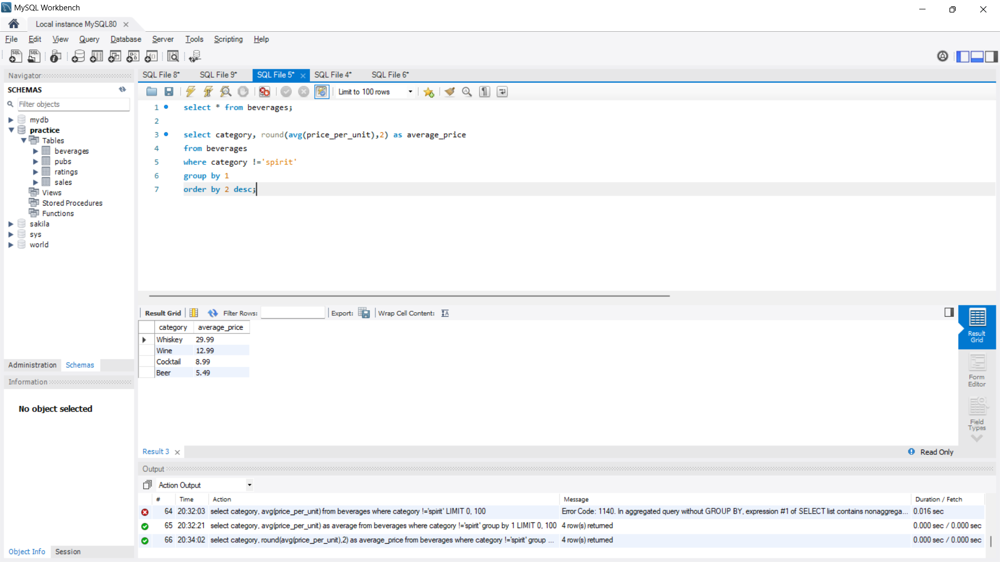 MySQL Workbench
Local instance MySQL80
File Edit View Query Database Server Tools Scripting Help
Navigator
SCHEMAS
Filter objects
mydb
practice
Tables
beverages
pubs
ratings
sales
Views
Stored Procedures
Functions
sakila
sys
world
Administration Schemas
Information
No object selected
Object Info Session
SQL File 8* SQL File 9* SQL File 5* SQL File 4* SQL File 6*
Limit to 100 rows
1 select * from beverages;
2
3 select category, round(avg(price_per_unit),2) as average_price
4 from beverages
5 where category !='spirit'
6 group by 1
7 order by 2 desc;
Result Grid Filter Rows: Export: Wrap Cell Content:
category average_price
Whiskey 29.99
Wine 12.99
Cocktail 8.99
Beer 5.49
Result
Grid
Form
Editor
Field
Types
Result 3 Read Only
Output
Action Output
# Time Action Message Duration / Fetch
64 20:32:03 select category, avg(price_per_unit) from beverages where category !='spirit' LIMIT 0, 100 Error Code: 1140. In aggregated query without GROUP BY, expression #1 of SELECT list contains nonaggrega... 0.016 sec
65 20:32:21 select category, avg(price_per_unit) as average from beverages where category !='spirit' group by 1 LIMIT 0, 100 4 row(s) returned 0.000 sec / 0.000 sec
66 20:34:02 select category, round(avg(price_per_unit),2) as average_price from beverages where category !='spirit' group ... 4 row(s) returned 0.000 sec / 0.000 sec